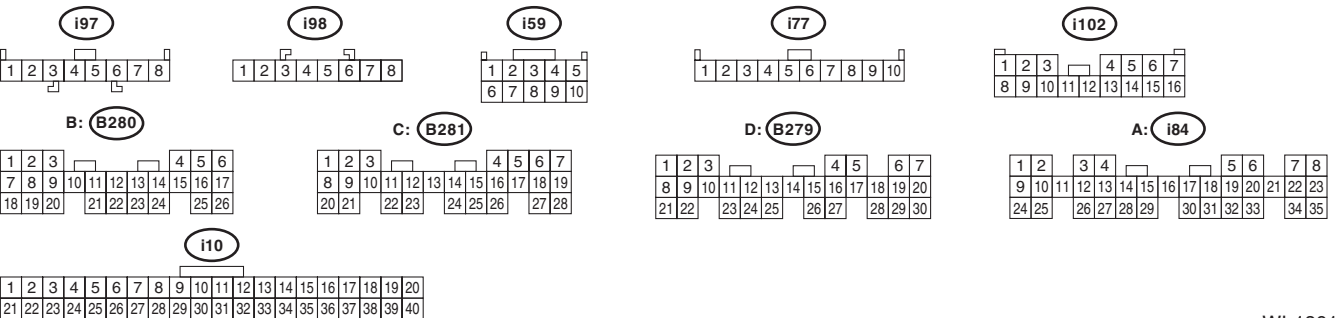 i97 i98 i59 i77 i102
1 2 3 4 5 6 7 8
1 2 3 4 5 6 7 8
1 2 3 4 5
6 7 8 9 10
1 2 3 4 5 6 7 8 9 10
1 2 3 4 5 6 7
8 9 10 11 12 13 14 15 16
B: B280 C: B281 D: B279 A: i84
1 2 3 4 5 6
7 8 9 10 11 12 13 14 15 16 17
18 19 20 21 22 23 24 25 26
1 2 3 4 5 6 7
8 9 10 11 12 13 14 15 16 17 18 19
20 21 22 23 24 25 26 27 28
1 2 3 4 5 6 7
8 9 10 11 12 13 14 15 16 17 18 19 20
21 22 23 24 25 26 27 28 29 30
1 2 3 4 5 6 7 8
9 10 11 12 13 14 15 16 17 18 19 20 21 22 23
24 25 26 27 28 29 30 31 32 33 34 35
i10
1 2 3 4 5 6 7 8 9 10 11 12 13 14 15 16 17 18 19 20
21 22 23 24 25 26 27 28 29 30 31 32 33 34 35 36 37 38 39 40